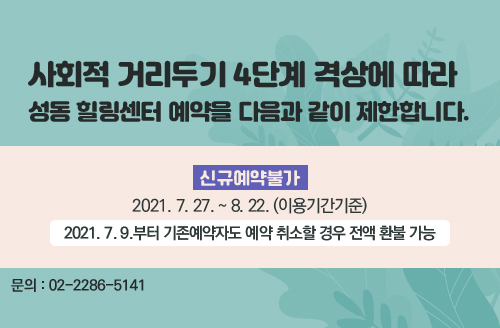 사회적 거리두기 4단계 격상에 따라
성동 힐링센터 예약을 다음과 같이 제한합니다.
신규예약불가
2021. 7. 27. ~ 8. 22. (이용기간기준)
2021. 7. 9.부터 기존예약자도 예약 취소할 경우 전액 환불 가능
문의 : 02-2286-5141